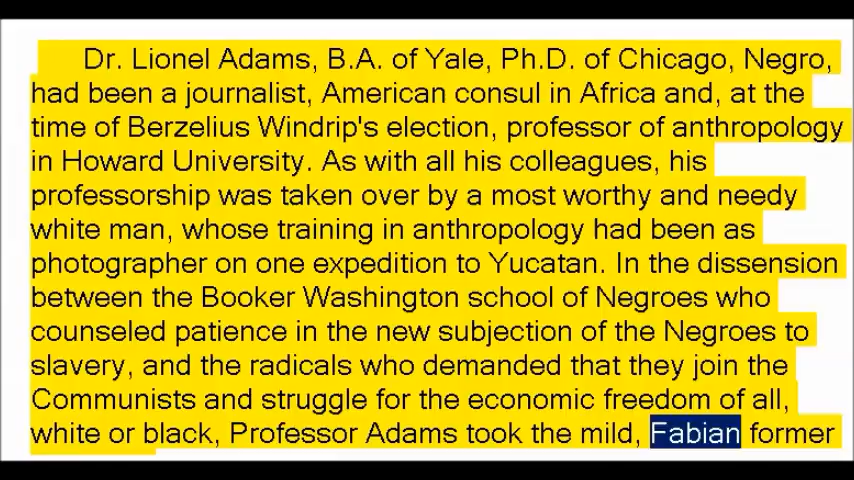 Dr. Lionel Adams, B.A. of Yale, Ph.D. of Chicago, Negro,
had been a journalist, American consul in Africa and, at the
time of Berzelius Windrip's election, professor of anthropology
in Howard University. As with all his colleagues, his
professorship was taken over by a most worthy and needy
white man, whose training in anthropology had been as
photographer on one expedition to Yucatan. In the dissension
between the Booker Washington school of Negroes who
counseled patience in the new subjection of the Negroes to
slavery, and the radicals who demanded that they join the
Communists and struggle for the economic freedom of all,
white or black, Professor Adams took the mild, Fabian former